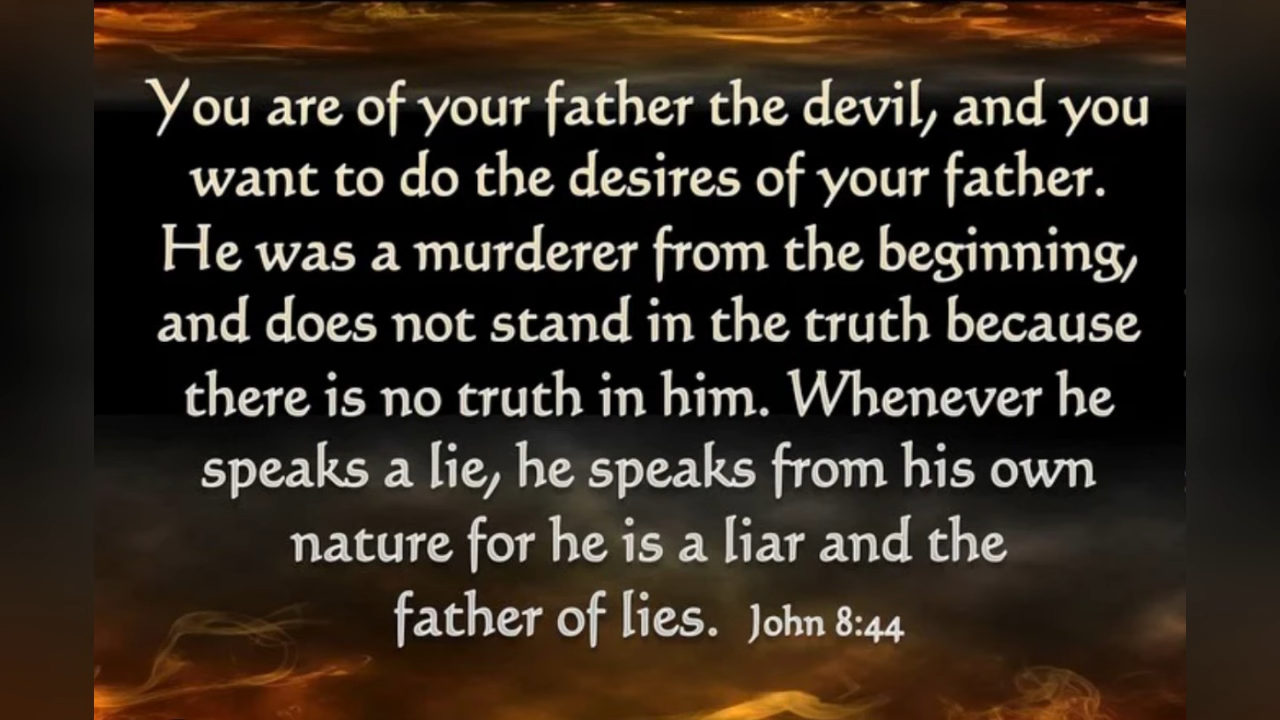 You are of your father the devil, and you
want to do the desires of your father.
He was a murderer from the beginning,
and does not stand in the truth because
there is no truth in him. Whenever he
speaks a lie, he speaks from his own
nature for he is a liar and the
father of lies. John 8:44